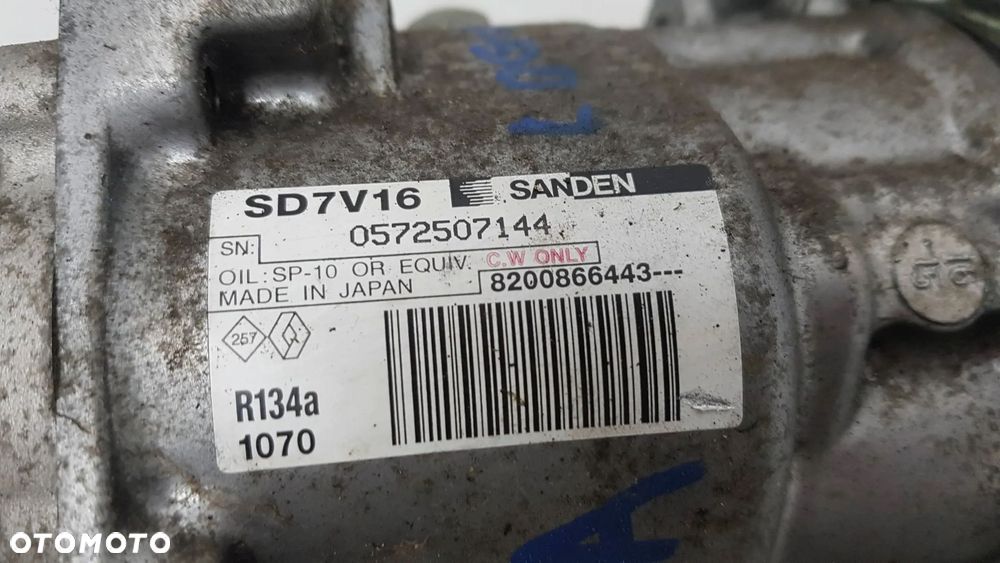 SD7V16 SANDEN
SN: 0572507144
OIL: SP-10 OR EQUIV. C.W ONLY
MADE IN JAPAN 8200866443---
257
R134a
1070
A
OTOMOTO